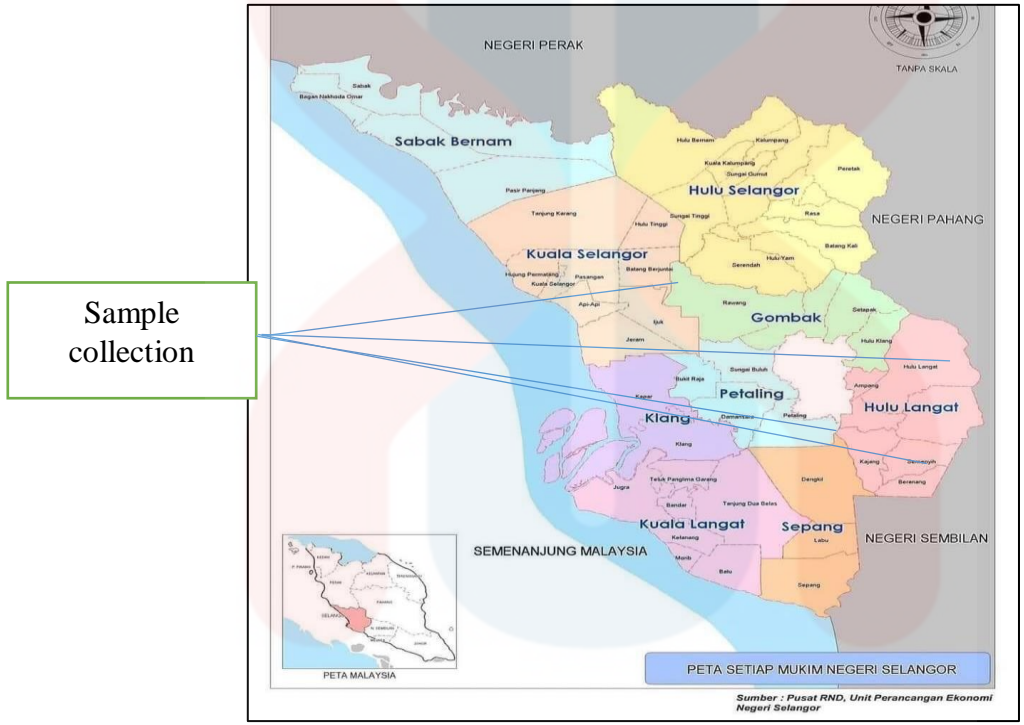 NEGERI PERAK
TANPA SKALA
Sabak
Bagan Nakhoda Omar
Sabak Bernam
Hulu Bernam
Kalumpang
Kuala Kalumpang
Sungai Gumut
Peretak
Hulu Selangor
Pasir Panjang
Tanjung Karang
Hulu Tinggi
Sungai Tinggi
Rasa
NEGERI PAHANG
Batang Kali
Kuala Selangor
Hulu Yam
Serendah
Batang Berjuntai
Hujung Permatang
Pasangan
Kuala Selangor
Sample
collection
Api-Api
Rawang
Gombak
Setapak
Ijuk
Jeram
Hulu Klang
Sungai Buluh
Hulu Langat
Bukit Raja
Ampang
Petaling
Kapar
Hulu Langat
Klang
Damansara
Petaling
Klang
Kajang
Semenyih
Beranang
Teluk Panglima Garang
Dengkil
Jugra
Bandar
Tanjung Dua Belas
Kuala Langat
Sepang
Kelanang
Labu
NEGERI SEMBILAN
SEMENANJUNG MALAYSIA
Morib
Batu
Sepang
PETA MALAYSIA
PETA SETIAP MUKIM NEGERI SELANGOR
Sumber : Pusat RND, Unit Perancangan Ekonomi
Negeri Selangor